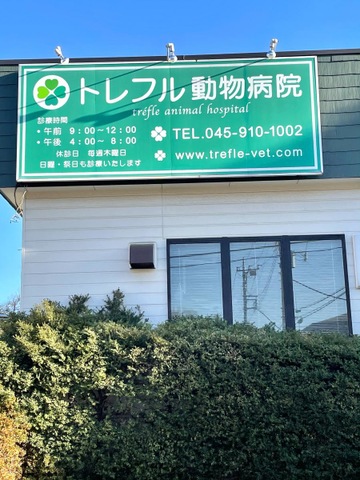 トレフル動物病院
tréfle animal hospital
診療時間
・午前 9:00〜12:00
・午後 4:00〜 8:00
休診日 毎週木曜日
日曜・祭日も診療いたします
TEL.045-910-1002
www.trefle-vet.com